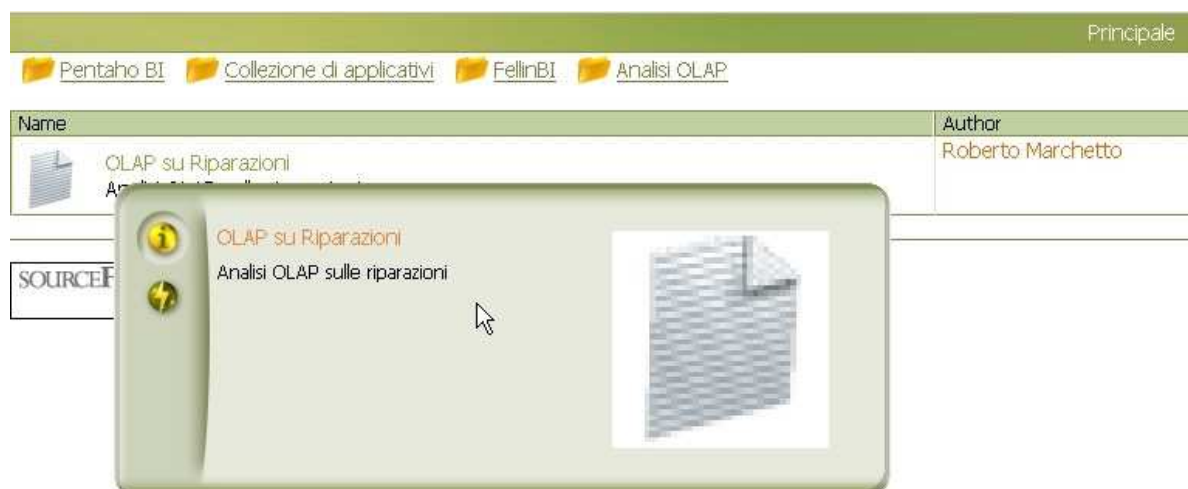 Principale
Pentaho BI Collezione di applicativi FellinBI Analisi OLAP
Name Author
OLAP su Riparazioni Roberto Marchetto
OLAP su Riparazioni
Analisi OLAP sulle riparazioni
SOURCEF